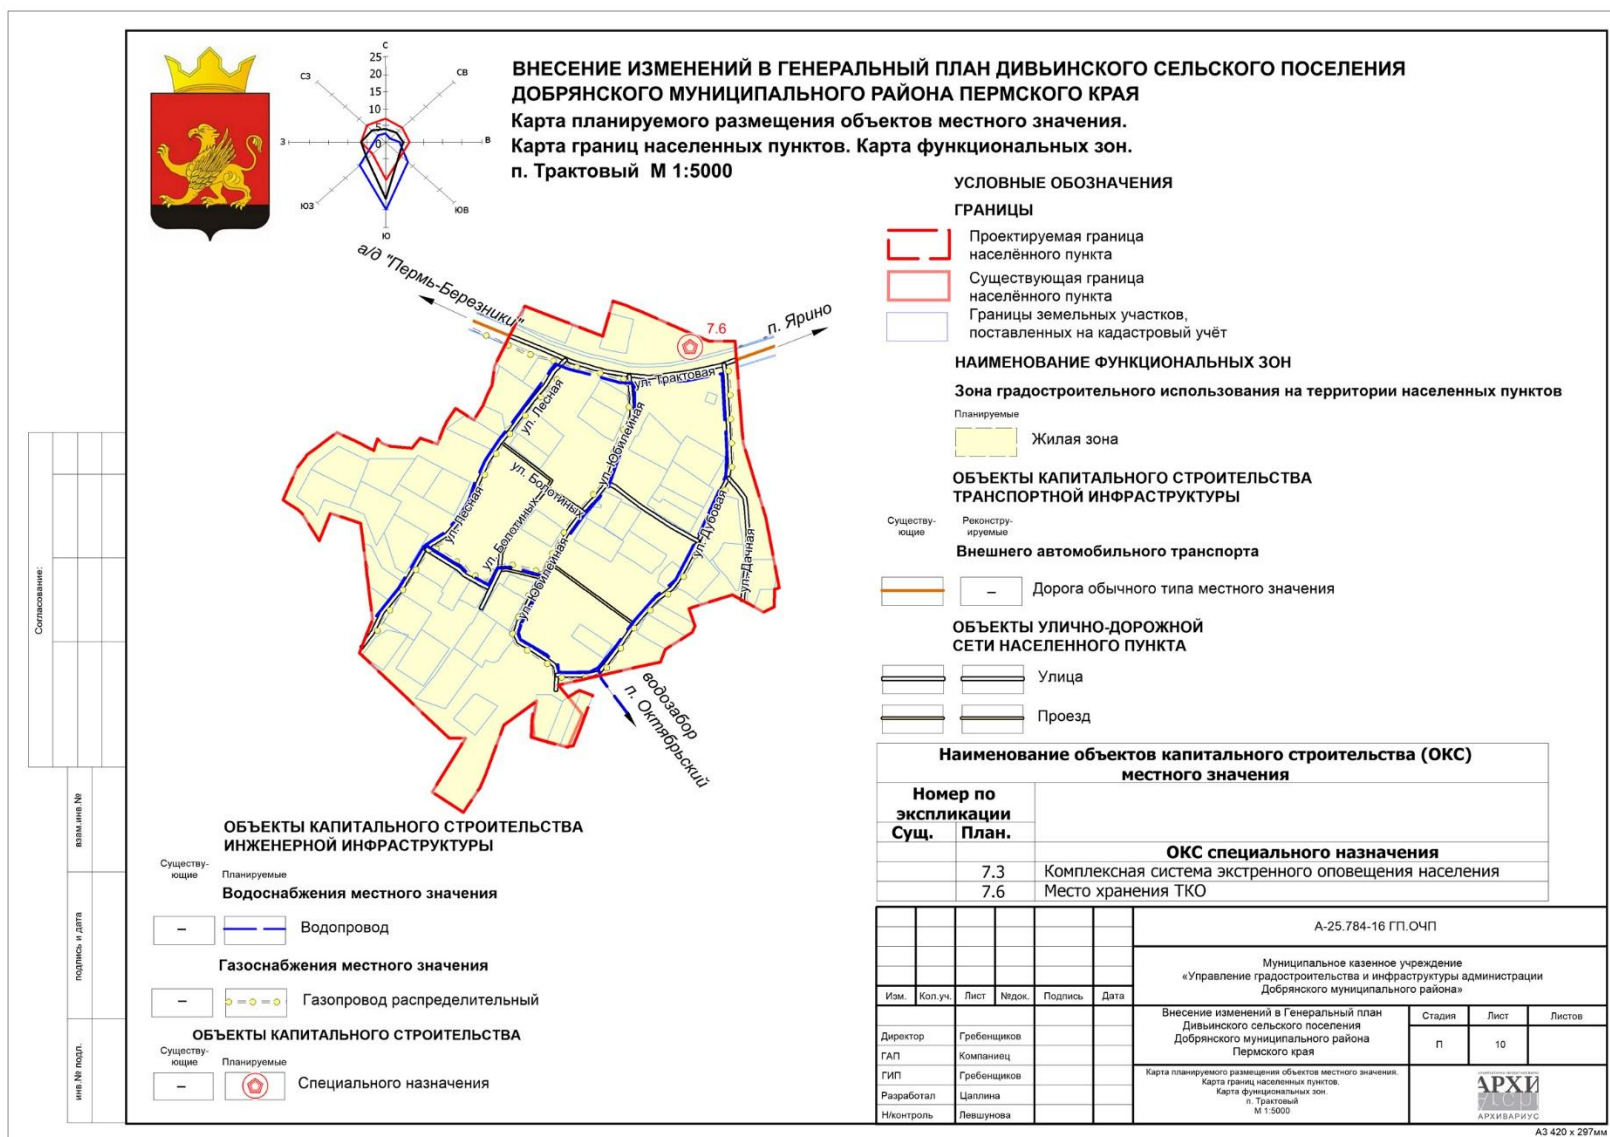 ВНЕСЕНИЕ ИЗМЕНЕНИЙ В ГЕНЕРАЛЬНЫЙ ПЛАН ДИВЬИНСКОГО СЕЛЬСКОГО ПОСЕЛЕНИЯ
ДОБРЯНСКОГО МУНИЦИПАЛЬНОГО РАЙОНА ПЕРМСКОГО КРАЯ
Карта планируемого размещения объектов местного значения.
Карта границ населенных пунктов. Карта функциональных зон.
п. Трактовый М 1:5000
С
СВ
В
ЮВ
Ю
ЮЗ
З
СЗ
25
20
15
10
5
0
УСЛОВНЫЕ ОБОЗНАЧЕНИЯ
ГРАНИЦЫ
Проектируемая граница
населённого пункта
Существующая граница
населённого пункта
Границы земельных участков,
поставленных на кадастровый учёт
НАИМЕНОВАНИЕ ФУНКЦИОНАЛЬНЫХ ЗОН
Зона градостроительного использования на территории населенных пунктов
Планируемые
Жилая зона
ОБЪЕКТЫ КАПИТАЛЬНОГО СТРОИТЕЛЬСТВА
ТРАНСПОРТНОЙ ИНФРАСТРУКТУРЫ
Существу-
ющие
Реконстру-
ируемые
Внешнего автомобильного транспорта
–
Дорога обычного типа местного значения
ОБЪЕКТЫ УЛИЧНО-ДОРОЖНОЙ
СЕТИ НАСЕЛЕННОГО ПУНКТА
Улица
Проезд
а/д "Пермь-Березники"
п. Ярино
7.6
ул. Трактовая
ул. Лесная
ул. Юбилейная
ул. Болотиных
ул. Лесная
ул. Болотиных
ул. Юбилейная
ул. Дубовая
ул. Дачная
водозабор
п. Октябрьский
ОБЪЕКТЫ КАПИТАЛЬНОГО СТРОИТЕЛЬСТВА
ИНЖЕНЕРНОЙ ИНФРАСТРУКТУРЫ
Существу-
ющие
Планируемые
Водоснабжения местного значения
–
Водопровод
Газоснабжения местного значения
–
Газопровод распределительный
ОБЪЕКТЫ КАПИТАЛЬНОГО СТРОИТЕЛЬСТВА
Существу-
ющие
Планируемые
–
Специального назначения
Наименование объектов капитального строительства (ОКС)
местного значения
Номер по
экспликации
Сущ. План.
ОКС специального назначения
7.3 Комплексная система экстренного оповещения населения
7.6 Место хранения ТКО
А-25.784-16 ГП.ОЧП
Муниципальное казенное учреждение
«Управление градостроительства и инфраструктуры администрации
Добрянского муниципального района»
Изм. Кол.уч. Лист №док. Подпись Дата
Директор Гребенщиков
ГАП Компаниец
ГИП Гребенщиков
Разработал Цаплина
Н/контроль Левшунова
Внесение изменений в Генеральный план
Дивьинского сельского поселения
Добрянского муниципального района
Пермского края
Стадия Лист Листов
П 10
Карта планируемого размещения объектов местного значения.
Карта границ населенных пунктов.
Карта функциональных зон.
п. Трактовый
М 1:5000
АРХИ
АРХИВАРИУС
А3 420 х 297мм
Согласование:
взам.инв.№
подпись и дата
инв.№ подл.